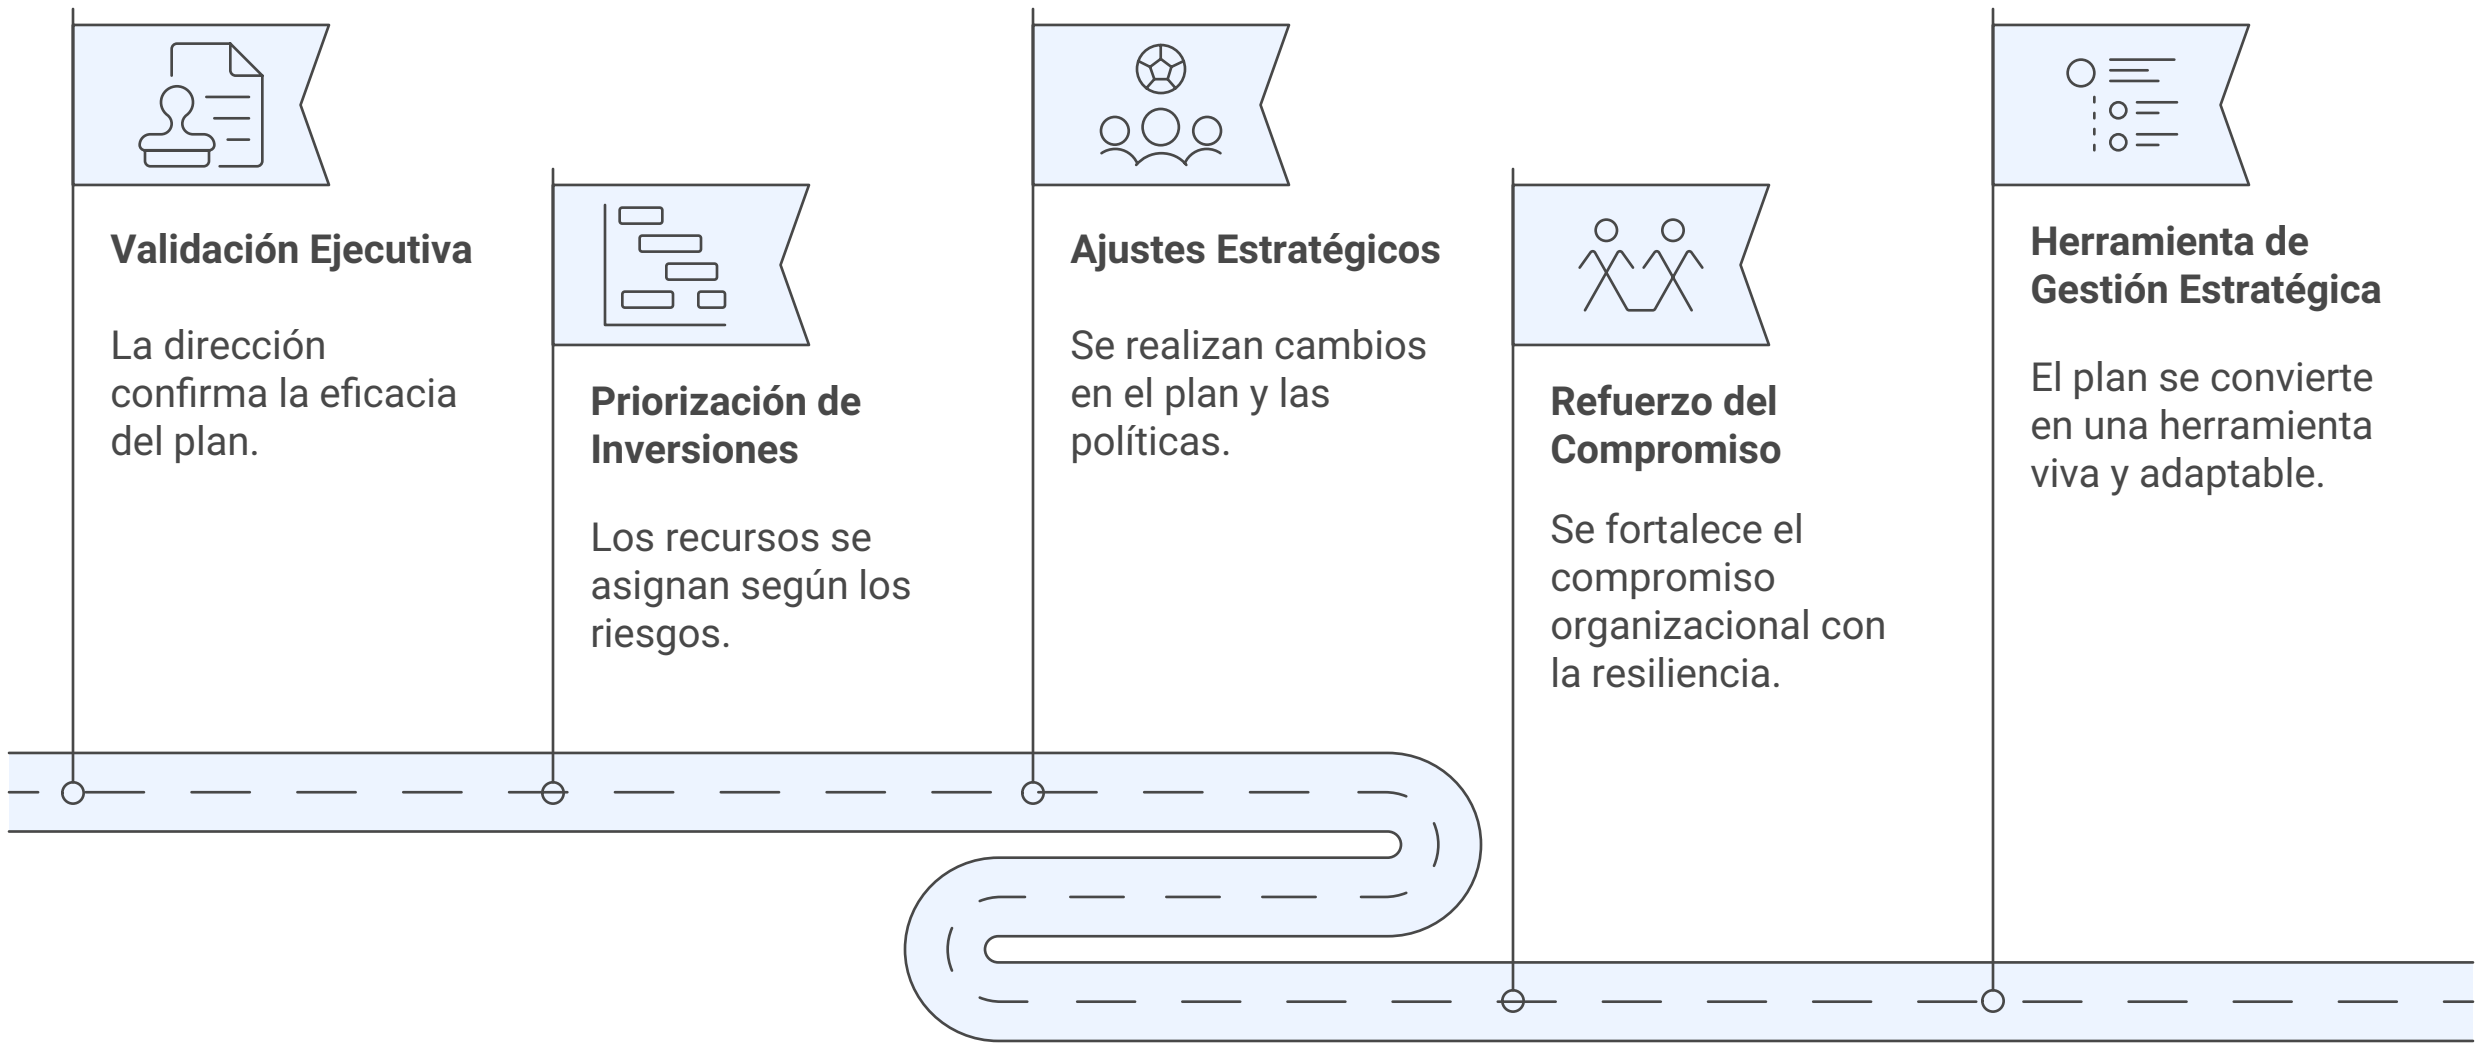 Validación Ejecutiva
La dirección
confirma la eficacia
del plan.
Priorización de
Inversiones
Los recursos se
asignan según los
riesgos.
Ajustes Estratégicos
Se realizan cambios
en el plan y las
políticas.
Refuerzo del
Compromiso
Se fortalece el
compromiso
organizacional con
la resiliencia.
Herramienta de
Gestión Estratégica
El plan se convierte
en una herramienta
viva y adaptable.